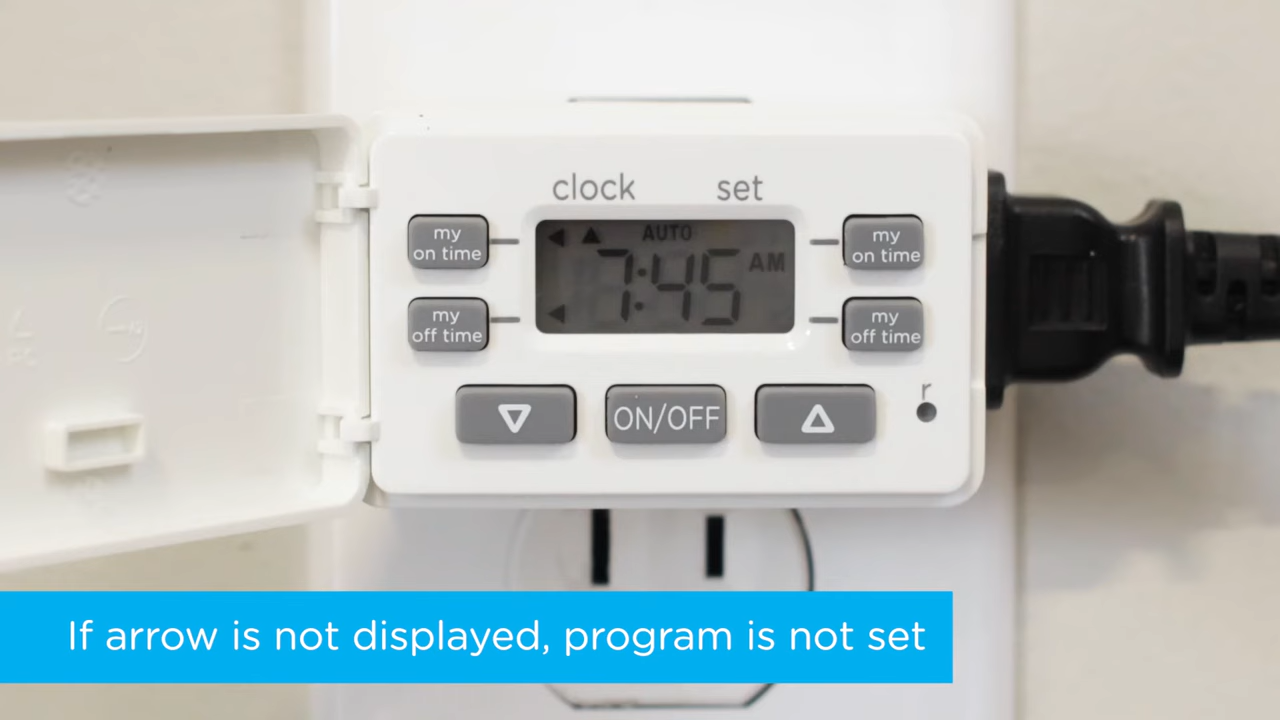 clock set
my
on time
my
off time
AUTO
7:45 AM
my
on time
my
off time
▽ ON/OFF △
r
If arrow is not displayed, program is not set